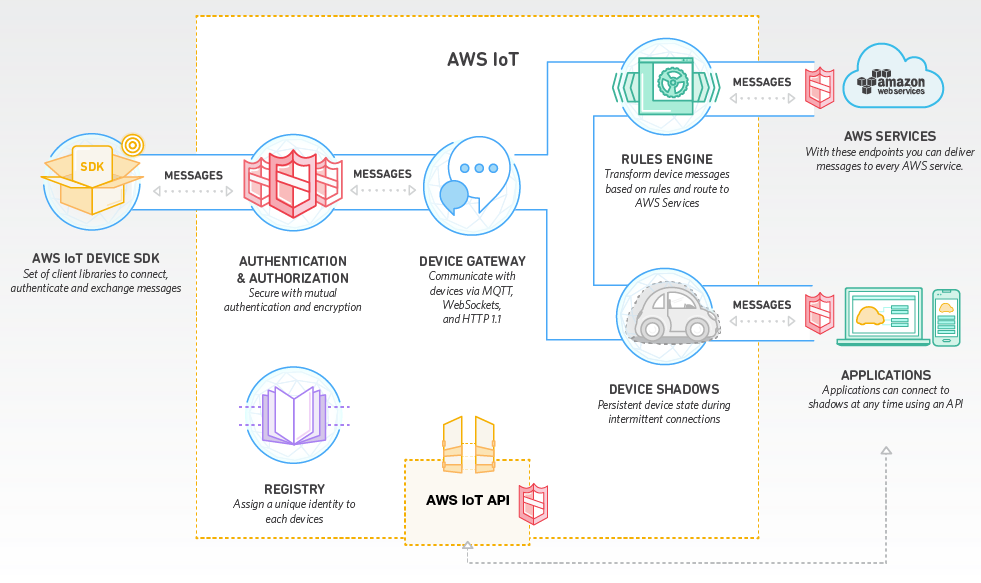 AWS IoT
SDK
MESSAGES
MESSAGES
MESSAGES
amazon
web services
AWS IoT DEVICE SDK
Set of client libraries to connect,
authenticate and exchange messages
AUTHENTICATION
& AUTHORIZATION
Secure with mutual
authentication and encryption
DEVICE GATEWAY
Communicate with
devices via MQTT,
WebSockets,
and HTTP 1.1
RULES ENGINE
Transform device messages
based on rules and route to
AWS Services
AWS SERVICES
With these endpoints you can deliver
messages to every AWS service.
MESSAGES
DEVICE SHADOWS
Persistent device state during
intermittent connections
APPLICATIONS
Applications can connect to
shadows at any time using an API
REGISTRY
Assign a unique identity to
each devices
AWS IoT API